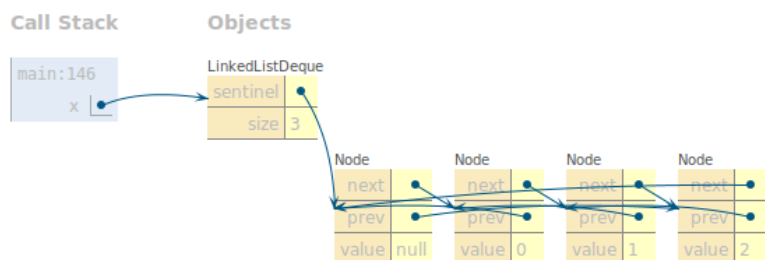 Call Stack
Objects
main:146
x
LinkedListDeque
sentinel
size 3
Node Node Node Node
next next next next
prev prev prev prev
value null value 0 value 1 value 2